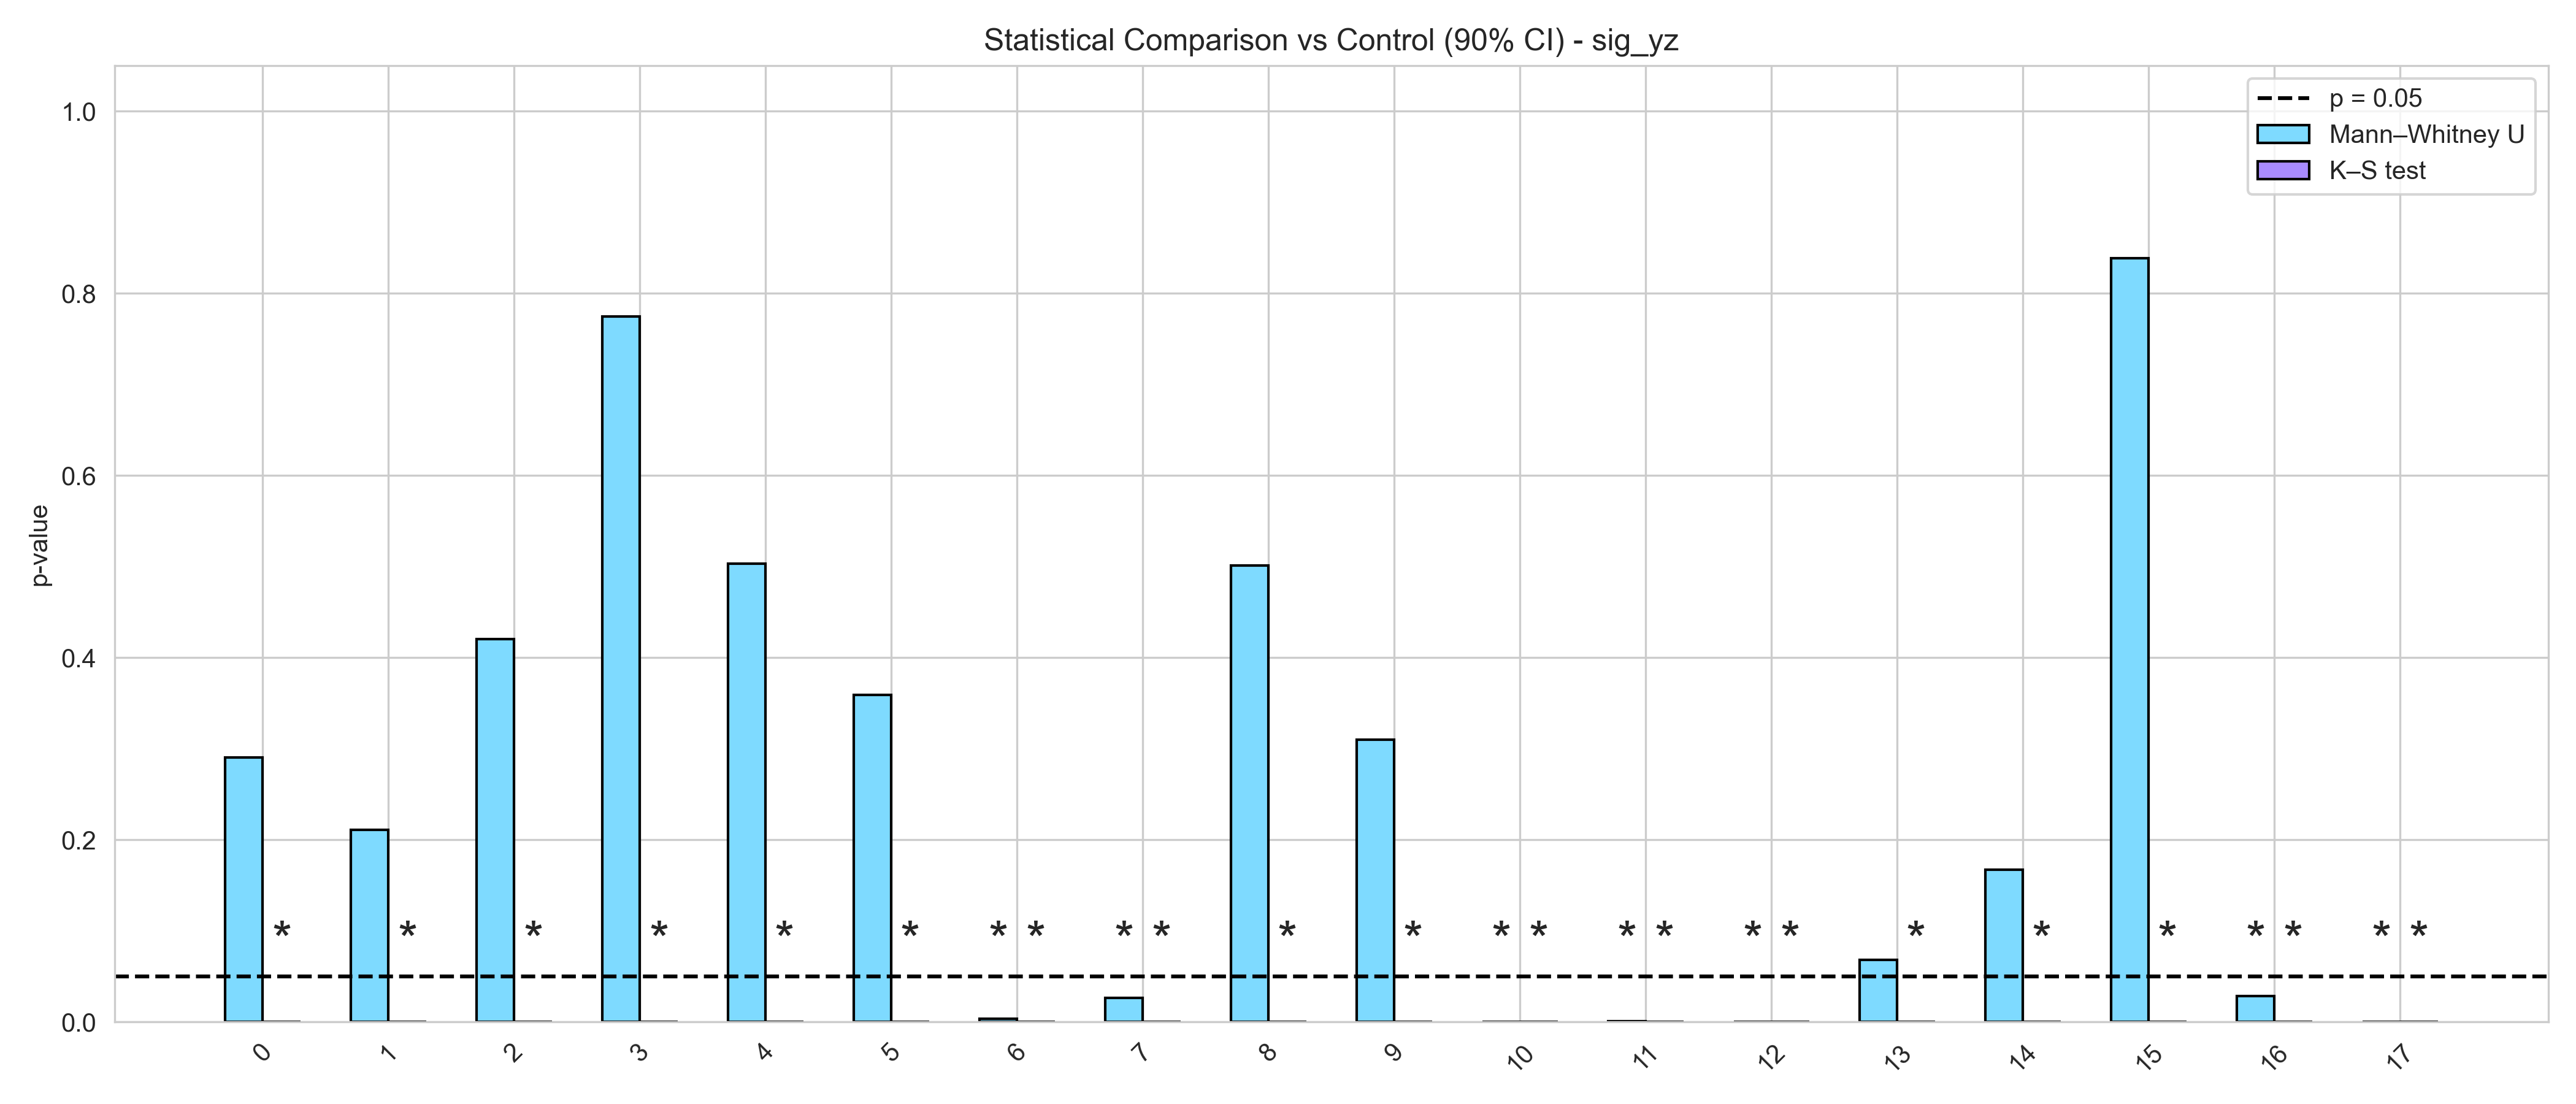 Statistical Comparison vs Control (90% CI) - sig_yz
p-value
1.0
0.8
0.6
0.4
0.2
0.0
p = 0.05
Mann–Whitney U
K–S test
* * * * * * * * * * * * * * * * * * * * * * * *
0 1 2 3 4 5 6 7 8 9 10 11 12 13 14 15 16 17